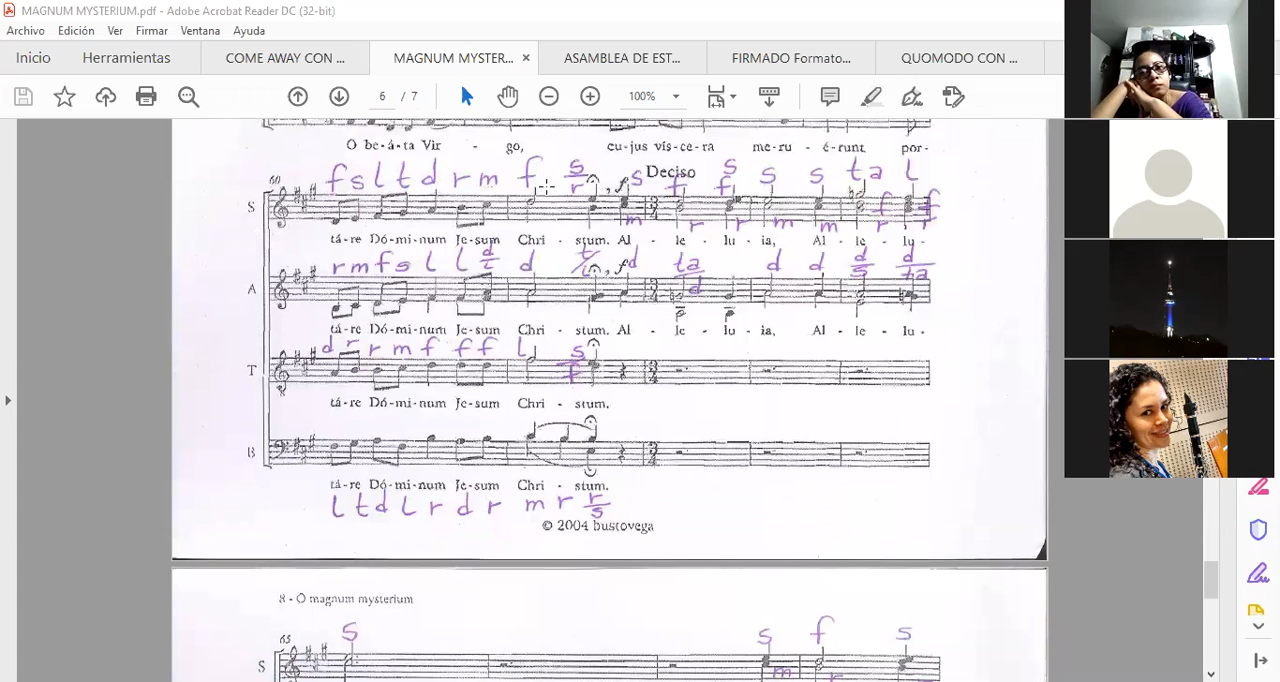 MAGNUM MYSTERIUM.pdf - Adobe Acrobat Reader DC (32-bit)
Archivo Edición Ver Firmar Ventana Ayuda
Inicio Herramientas COME AWAY CON ... MAGNUM MYSTER... × ASAMBLEA DE EST... FIRMADO Formato... QUOMODO CON ...
6 / 7 100%
O be-á-ta Vir - go, cu-jus vís-ce-ra me-ru - é-runt por-
Deciso
f s l t d r m f s/r s f s/f s s ta l
60
S
m r r m m r f f
tá-re Dó-mi-num Je-sum Chri - stum. Al - le - lu - ia, Al - le - lu -
r m f s l l d/t d t/l d ta/d d d d/s d/ta
A
tá-re Dó-mi-num Je-sum Chri - stum. Al - le - lu - ia, Al - le - lu -
d r r m f f f l s/f
T
tá-re Dó-mi-num Je-sum Chri - stum.
B
tá-re Dó-mi-num Je-sum Chri - stum.
l t d l r d r m r r/s
© 2004 bustovega
8 - O magnum mysterium
s s f s
65
S
m r